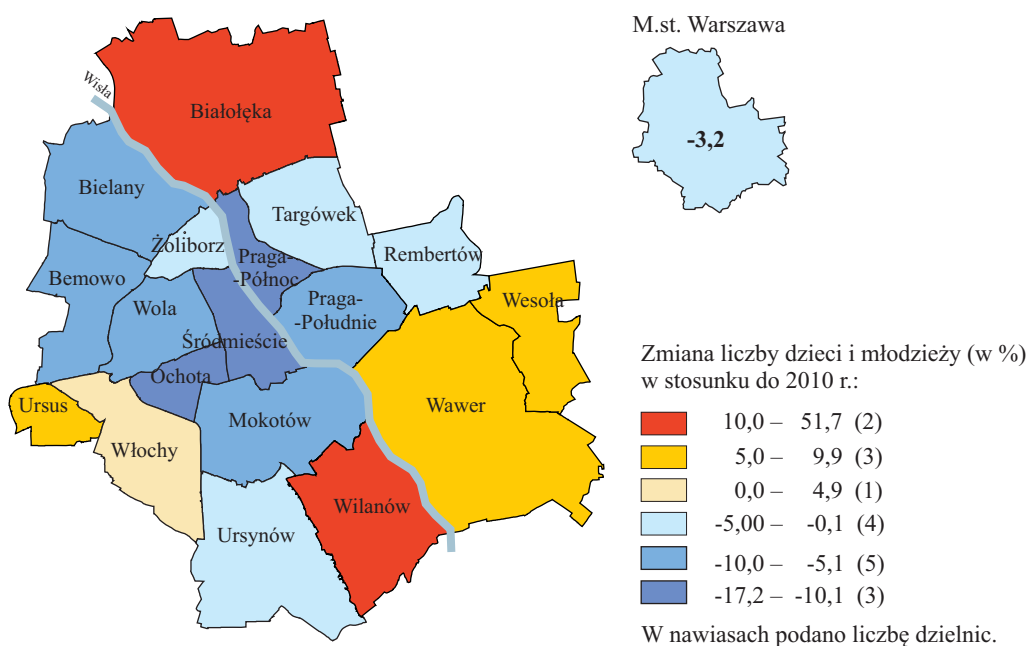 M.st. Warszawa
-3,2
Wisła
Białołęka
Bielany
Targówek
Żoliborz
Rembertów
Praga-
-Północ
Bemowo
Wola
Praga-
-Południe
Wesoła
Śródmieście
Ochota
Ursus
Mokotów
Wawer
Włochy
Wilanów
Ursynów
Zmiana liczby dzieci i młodzieży (w %)
w stosunku do 2010 r.:
10,0 – 51,7 (2)
5,0 – 9,9 (3)
0,0 – 4,9 (1)
-5,00 – -0,1 (4)
-10,0 – -5,1 (5)
-17,2 – -10,1 (3)
W nawiasach podano liczbę dzielnic.